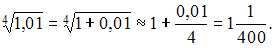 ⁴√1,01 = ⁴√1 + 0,01 ≈ 1 + 0,01/4 = 1 1/400.